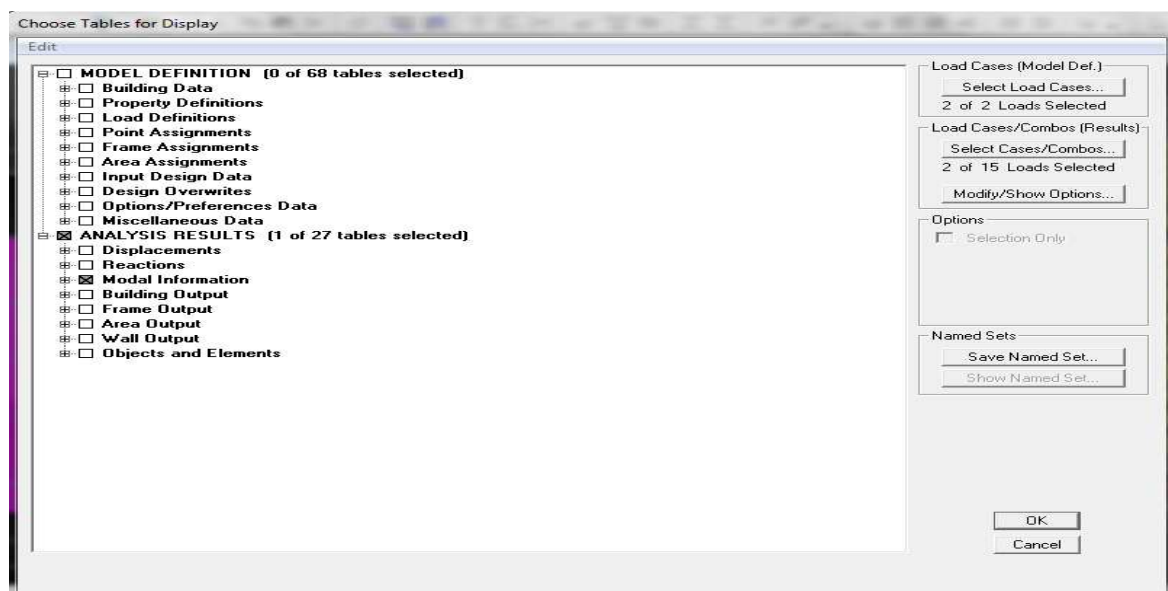 Choose Tables for Display
Edit
MODEL DEFINITION (0 of 68 tables selected)
Building Data
Property Definitions
Load Definitions
Point Assignments
Frame Assignments
Area Assignments
Input Design Data
Design Overwrites
Options/Preferences Data
Miscellaneous Data
ANALYSIS RESULTS (1 of 27 tables selected)
Displacements
Reactions
Modal Information
Building Output
Frame Output
Area Output
Wall Output
Objects and Elements
Load Cases (Model Def.)
Select Load Cases...
2 of 2 Loads Selected
Load Cases/Combos (Results)
Select Cases/Combos...
2 of 15 Loads Selected
Modify/Show Options...
Options
Selection Only
Named Sets
Save Named Set...
Show Named Set...
OK
Cancel